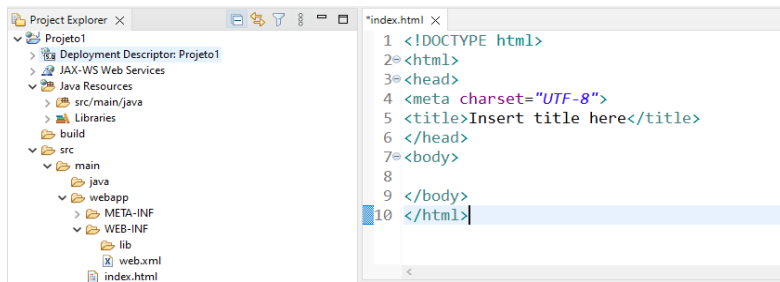 Project Explorer
Projeto1
Deployment Descriptor: Projeto1
JAX-WS Web Services
Java Resources
src/main/java
Libraries
build
src
main
java
webapp
META-INF
WEB-INF
lib
web.xml
index.html
*index.html
1 <!DOCTYPE html>
2 <html>
3 <head>
4 <meta charset="UTF-8">
5 <title>Insert title here</title>
6 </head>
7 <body>
8
9 </body>
10 </html>